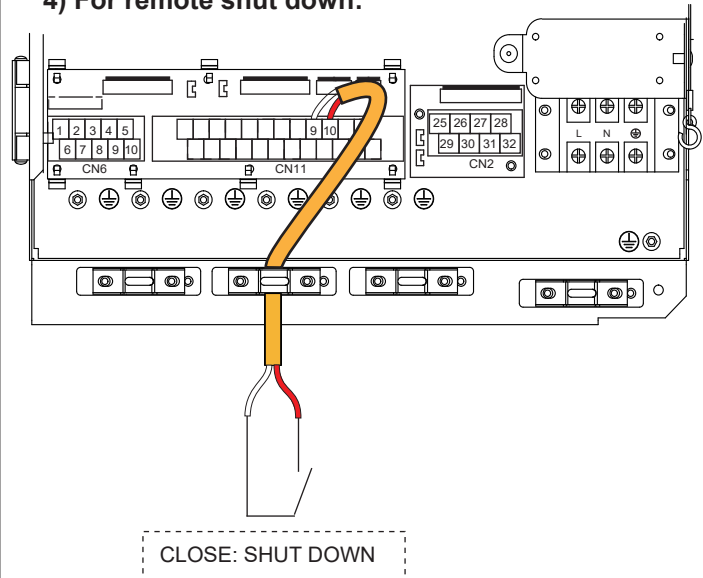 4) For remote shut down:
1 2 3 4 5
6 7 8 9 10
CN6
9 10
CN11
25 26 27 28
29 30 31 32
CN2
L N
CLOSE: SHUT DOWN